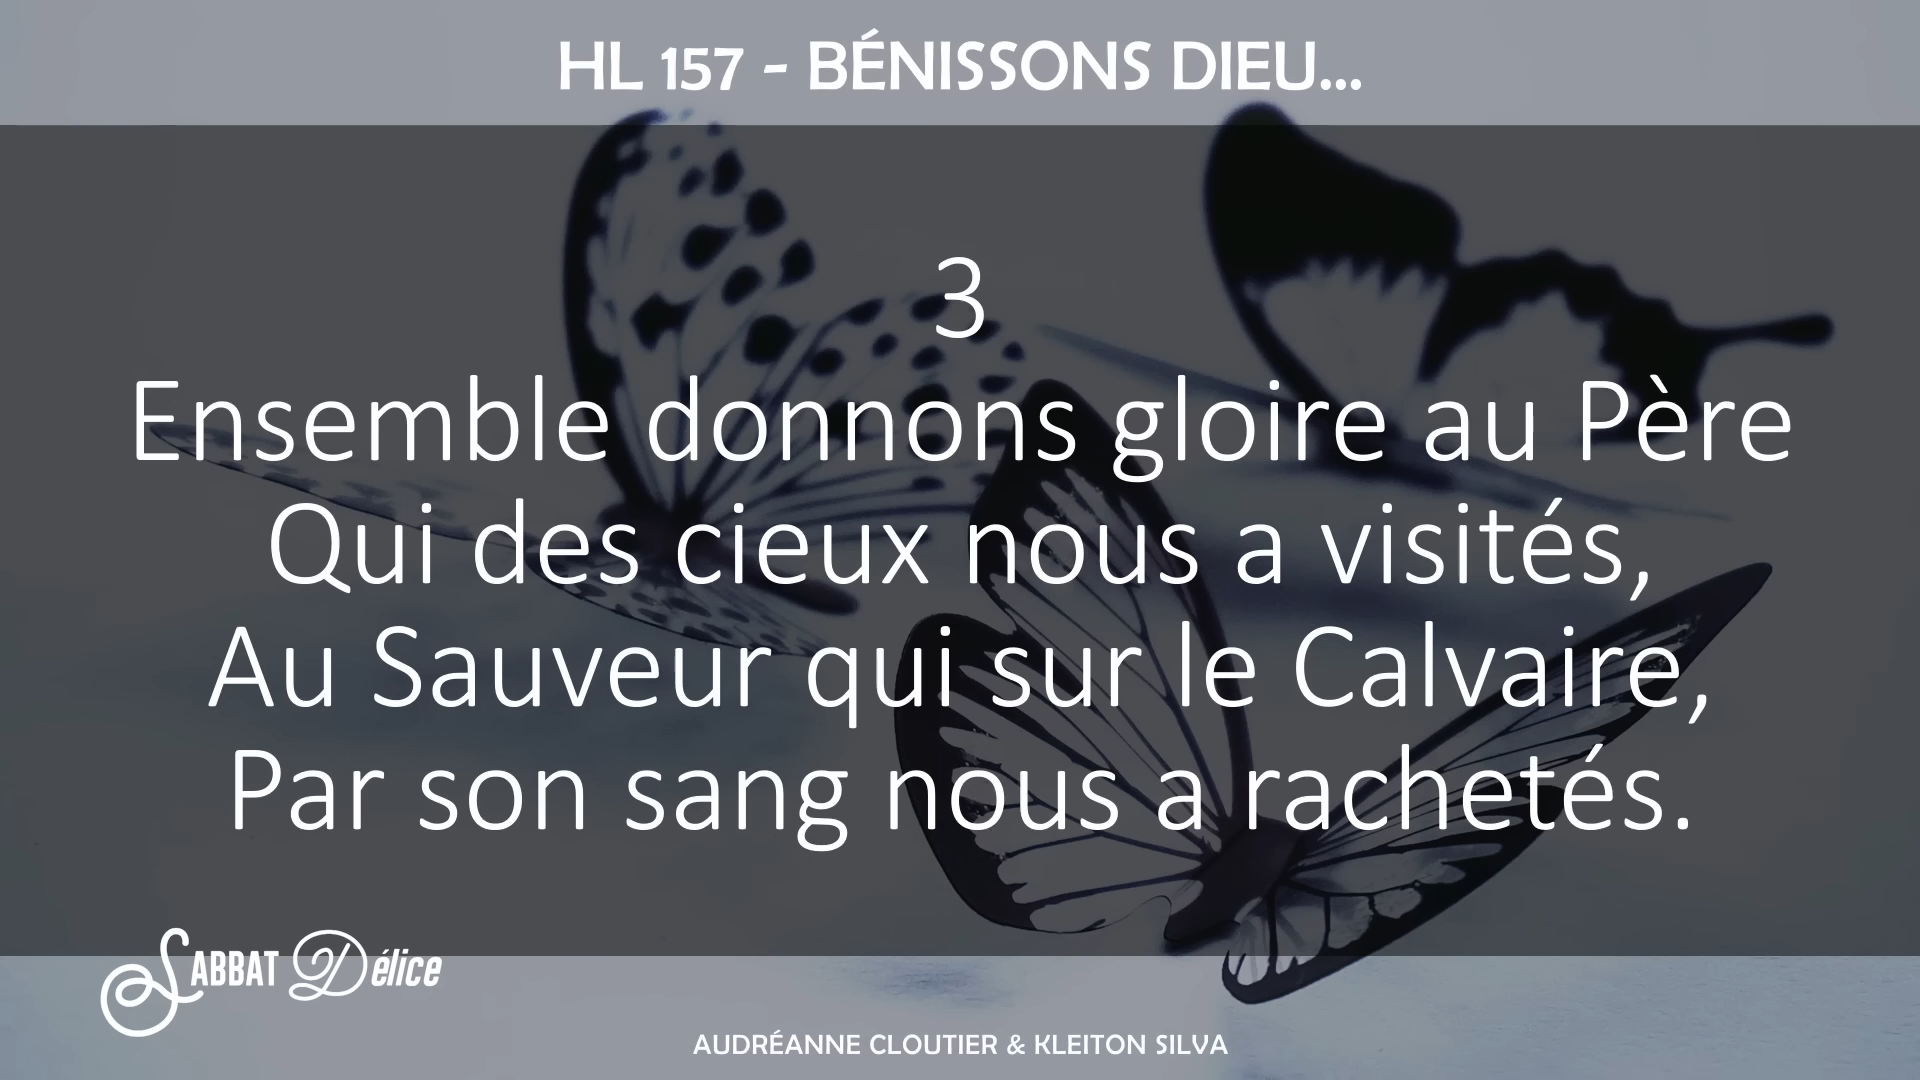 HL 157 - BÉNISSONS DIEU...
3
Ensemble donnons gloire au Père
Qui des cieux nous a visités,
Au Sauveur qui sur le Calvaire,
Par son sang nous a rachetés.
SABBAT Délice
AUDRÉANNE CLOUTIER & KLEITON SILVA